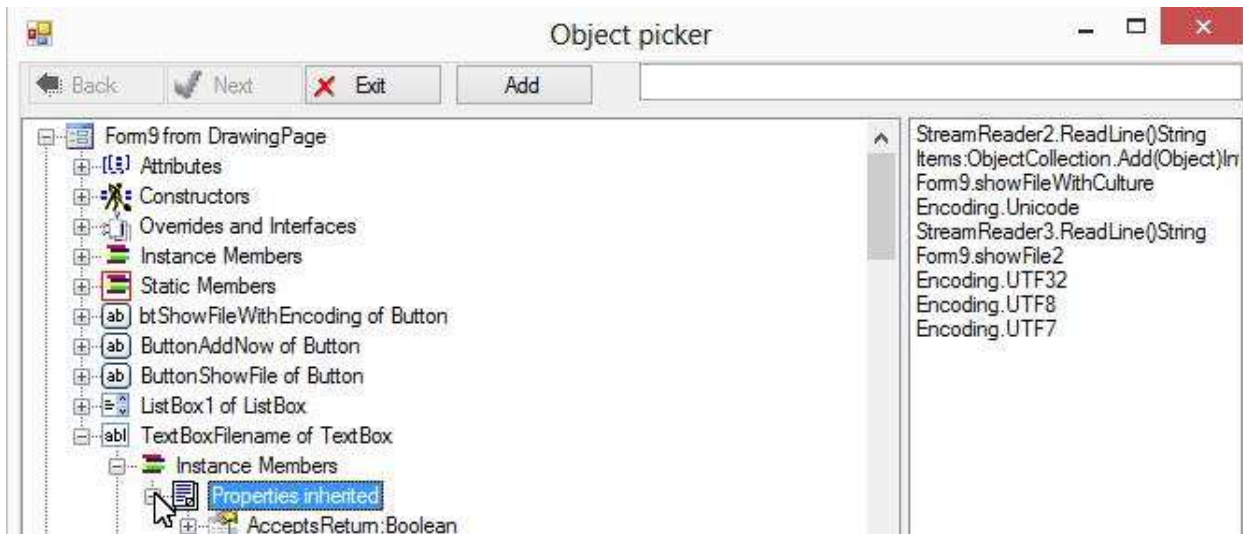 Object picker
Back Next Exit Add
Form9 from DrawingPage
Attributes
Constructors
Overrides and Interfaces
Instance Members
Static Members
btShowFileWithEncoding of Button
ButtonAddNow of Button
ButtonShowFile of Button
ListBox1 of ListBox
TextBoxFilename of TextBox
Instance Members
Properties inherited
AcceptsReturn:Boolean
StreamReader2.ReadLine()String
Items:ObjectCollection.Add(Object)In
Form9.showFileWithCulture
Encoding.Unicode
StreamReader3.ReadLine()String
Form9.showFile2
Encoding.UTF32
Encoding.UTF8
Encoding.UTF7